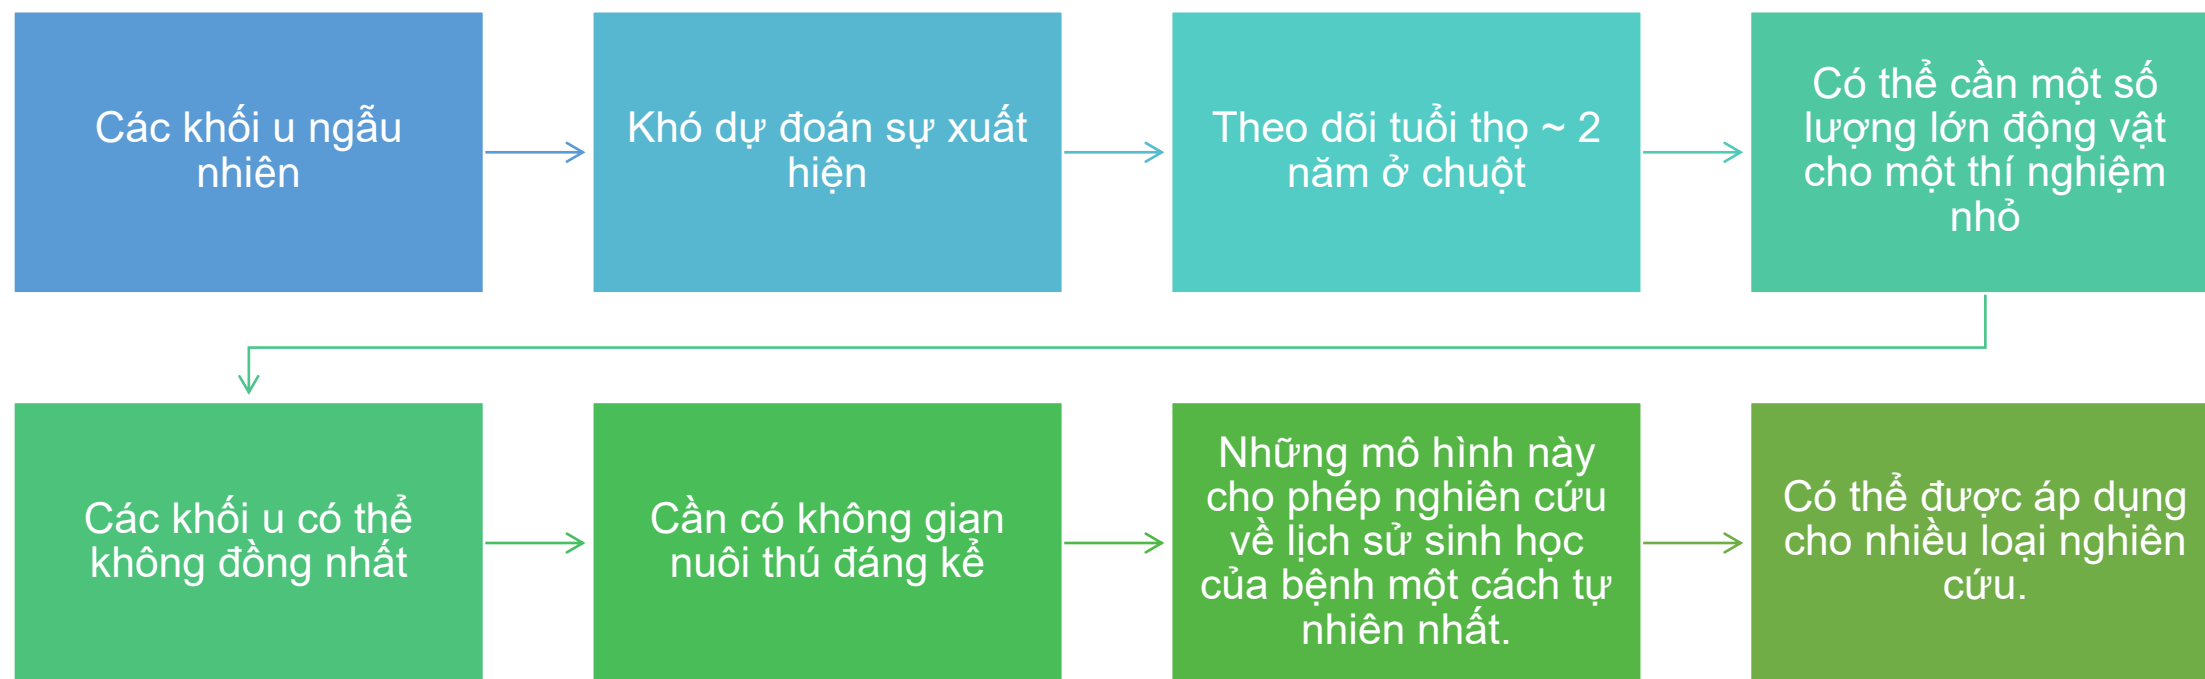 Các khối u ngẫu
nhiên
Khó dự đoán sự xuất
hiện
Theo dõi tuổi thọ ~ 2
năm ở chuột
Có thể cần một số
lượng lớn động vật
cho một thí nghiệm
nhỏ
Các khối u có thể
không đồng nhất
Cần có không gian
nuôi thú đáng kể
Những mô hình này
cho phép nghiên cứu
về lịch sử sinh học
của bệnh một cách tự
nhiên nhất.
Có thể được áp dụng
cho nhiều loại nghiên
cứu.